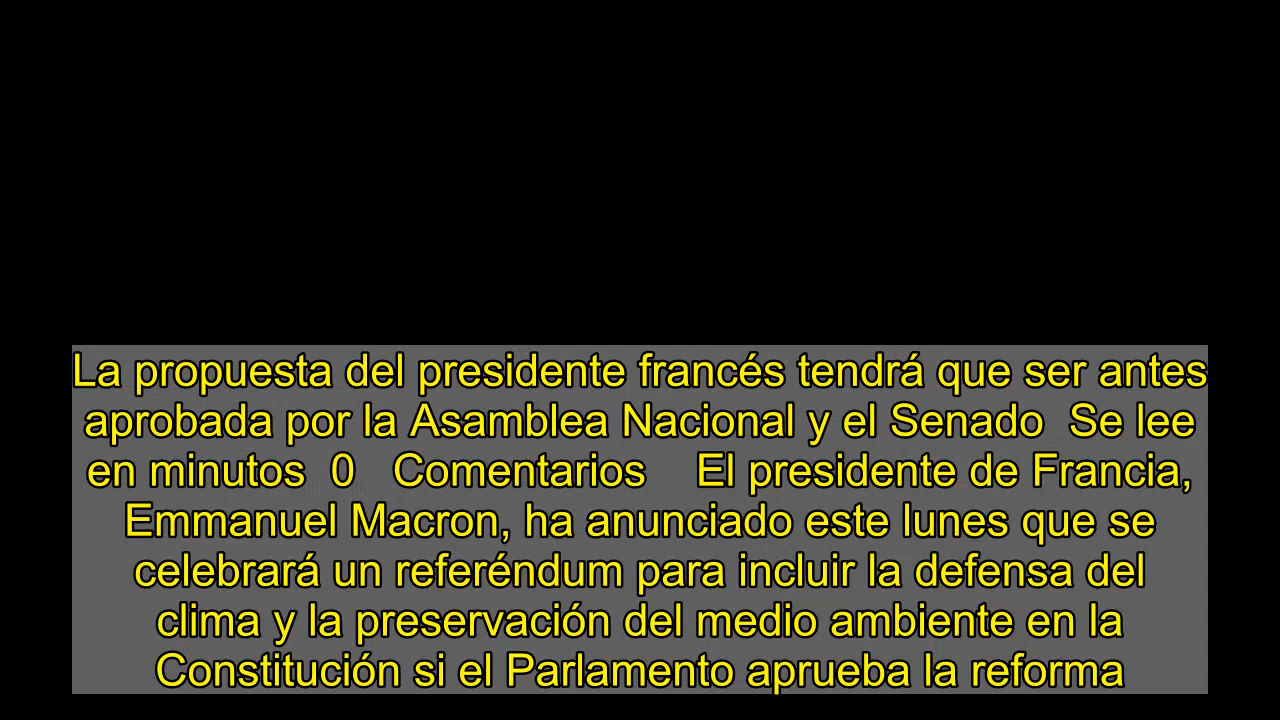 La propuesta del presidente francés tendrá que ser antes
aprobada por la Asamblea Nacional y el Senado  Se lee
en minutos  0   Comentarios    El presidente de Francia,
Emmanuel Macron, ha anunciado este lunes que se
celebrará un referéndum para incluir la defensa del
clima y la preservación del medio ambiente en la
Constitución si el Parlamento aprueba la reforma